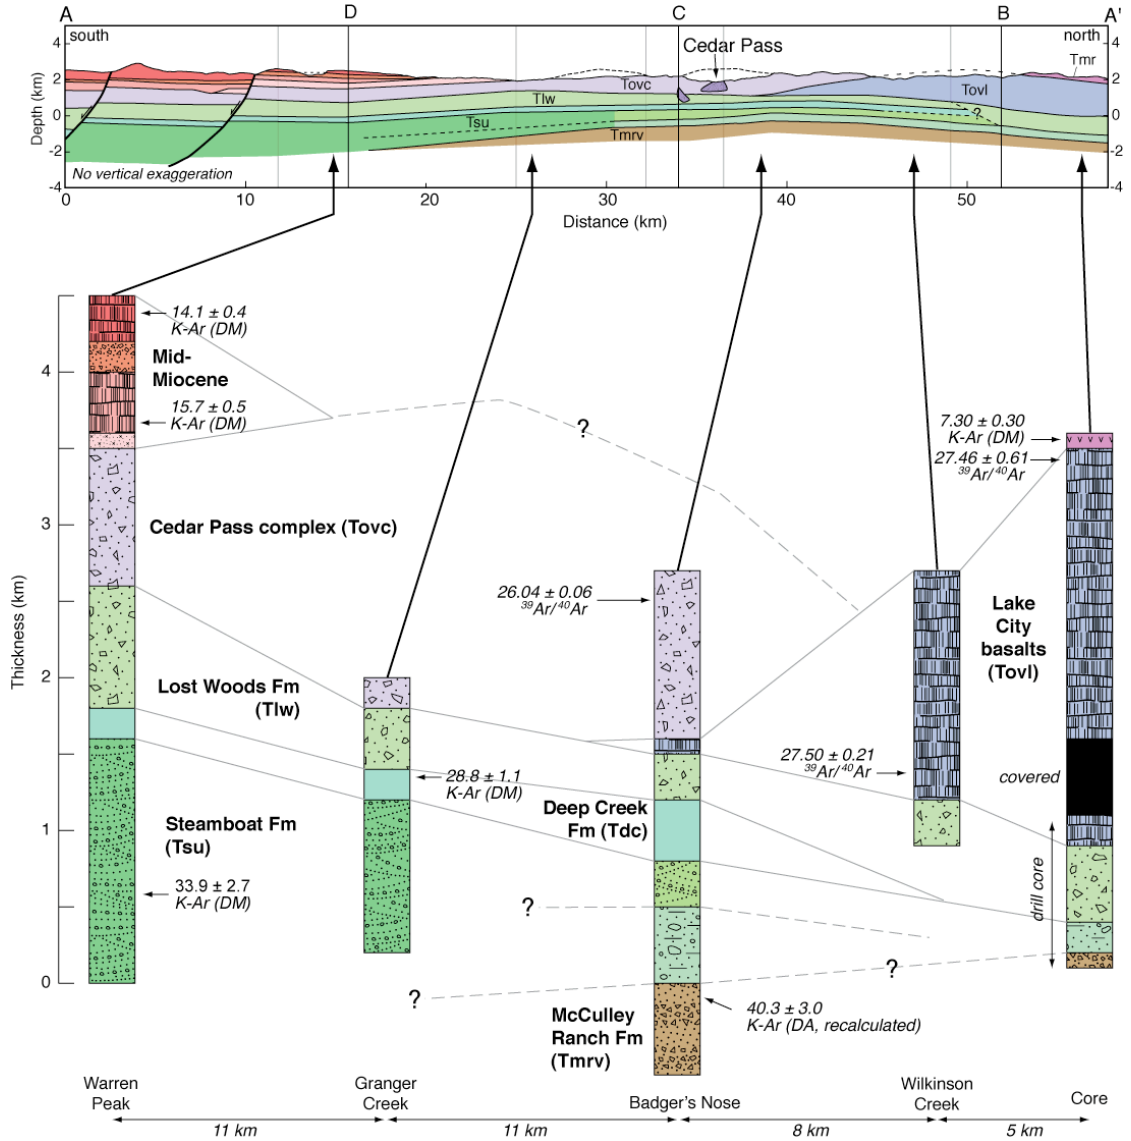 A D C B A'
south north
4 4
Cedar Pass
Tmr
2 2
Tovc
Tovl
Tlw
0 0
?
Tsu
Tmrv
-2 -2
No vertical exaggeration
-4 -4
Depth (km)
Depth (km)
0 10 20 30 40 50
Distance (km)
14.1 ± 0.4
K-Ar (DM)
Mid-
Miocene
4
15.7 ± 0.5
K-Ar (DM)
?
7.30 ± 0.30
K-Ar (DM)
27.46 ± 0.61
39Ar/40Ar
Cedar Pass complex (Tovc)
3
26.04 ± 0.06
39Ar/40Ar
Lake
City
basalts
(Tovl)
Thickness (km)
2
Lost Woods Fm
(Tlw)
27.50 ± 0.21
39Ar/40Ar
covered
28.8 ± 1.1
K-Ar (DM)
Deep Creek
Fm (Tdc)
1
Steamboat Fm
(Tsu)
drill core
33.9 ± 2.7
K-Ar (DM)
?
?
0
?
40.3 ± 3.0
K-Ar (DA, recalculated)
McCulley
Ranch Fm
(Tmrv)
Warren
Peak
Granger
Creek
Badger's Nose
Wilkinson
Creek
Core
11 km 11 km 8 km 5 km